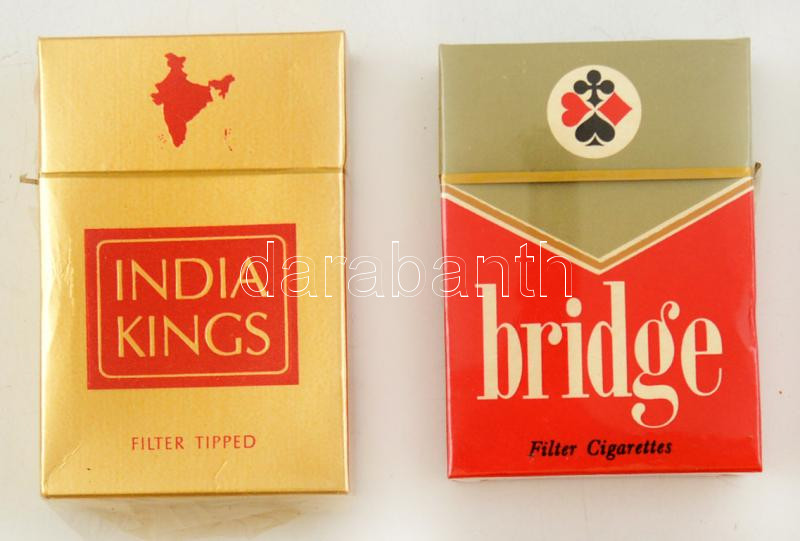 INDIA
KINGS
FILTER TIPPED
bridge
Filter Cigarettes
darabanth